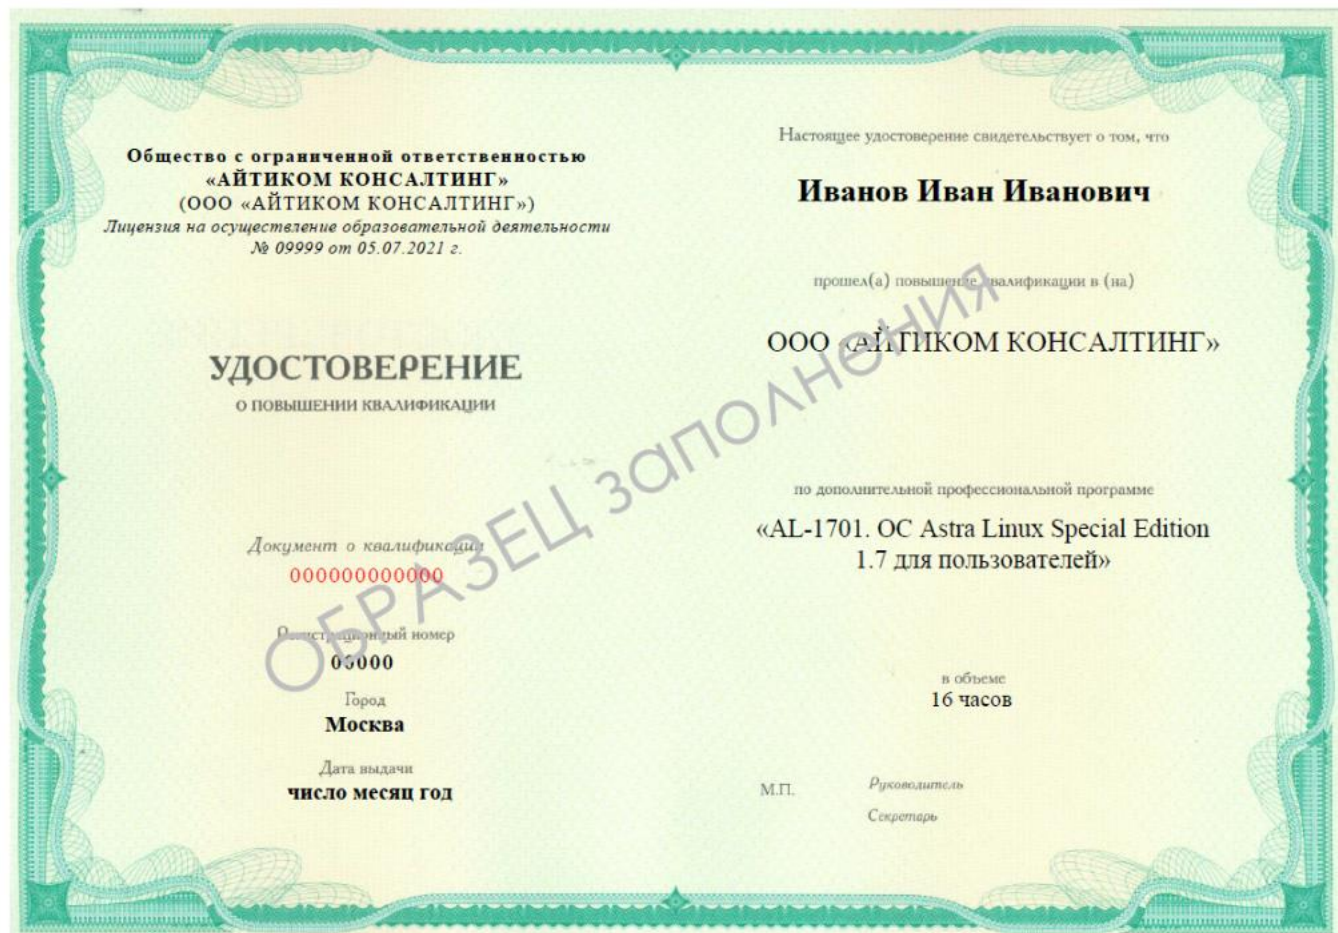 Общество с ограниченной ответственностью
«АЙТИКОМ КОНСАЛТИНГ»
(ООО «АЙТИКОМ КОНСАЛТИНГ»)
Лицензия на осуществление образовательной деятельности
№ 09999 от 05.07.2021 г.
УДОСТОВЕРЕНИЕ
О ПОВЫШЕНИИ КВАЛИФИКАЦИИ
Документ о квалификации
000000000000
Регистрационный номер
00000
Город
Москва
Дата выдачи
число месяц год
Настоящее удостоверение свидетельствует о том, что
Иванов Иван Иванович
прошел(а) повышение квалификации в (на)
ООО «АЙТИКОМ КОНСАЛТИНГ»
по дополнительной профессиональной программе
«AL-1701. ОС Astra Linux Special Edition
1.7 для пользователей»
в объеме
16 часов
М.П.
Руководитель
Секретарь
ОБРАЗЕЦ заполнения